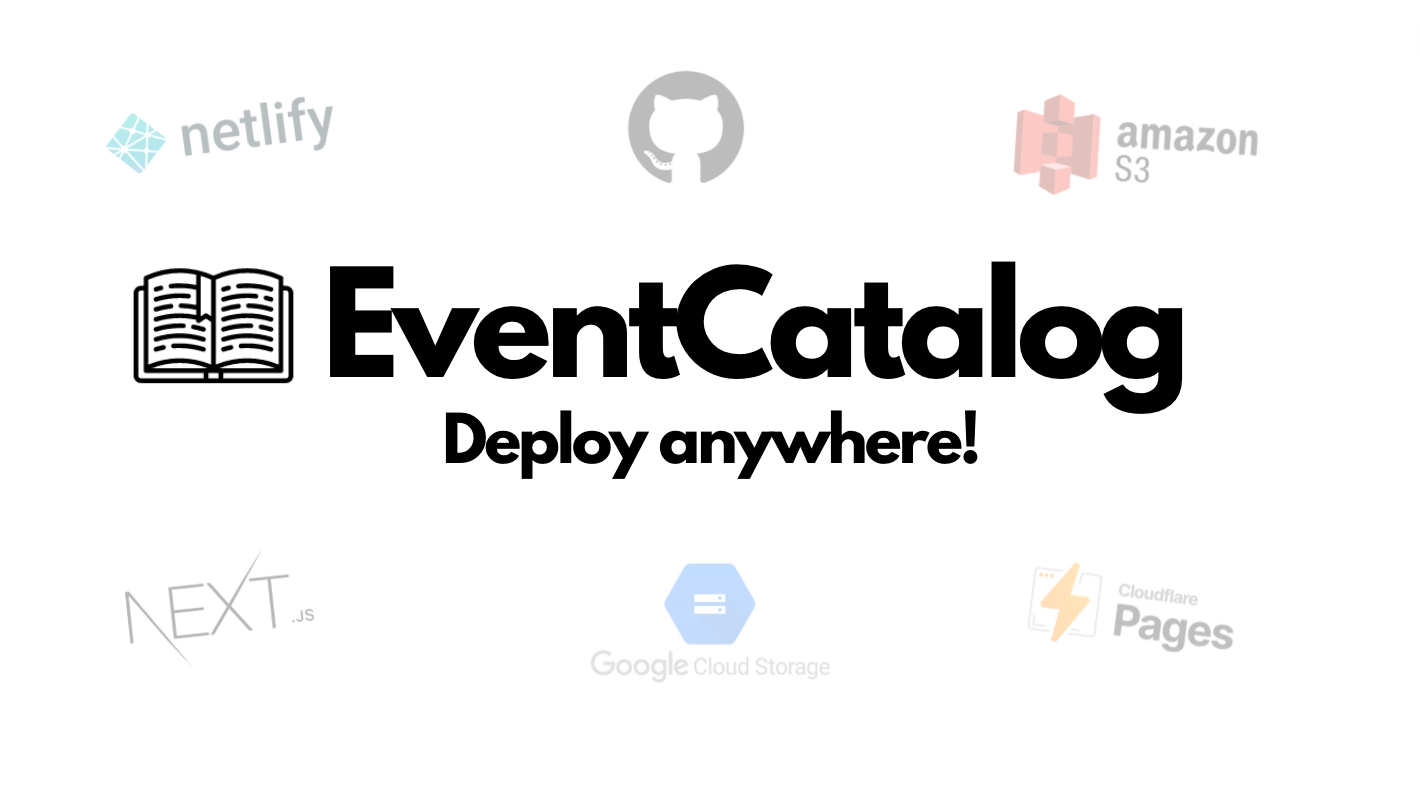 netlify
amazon
S3
EventCatalog
Deploy anywhere!
NEXT.JS
Google Cloud Storage
Cloudflare
Pages